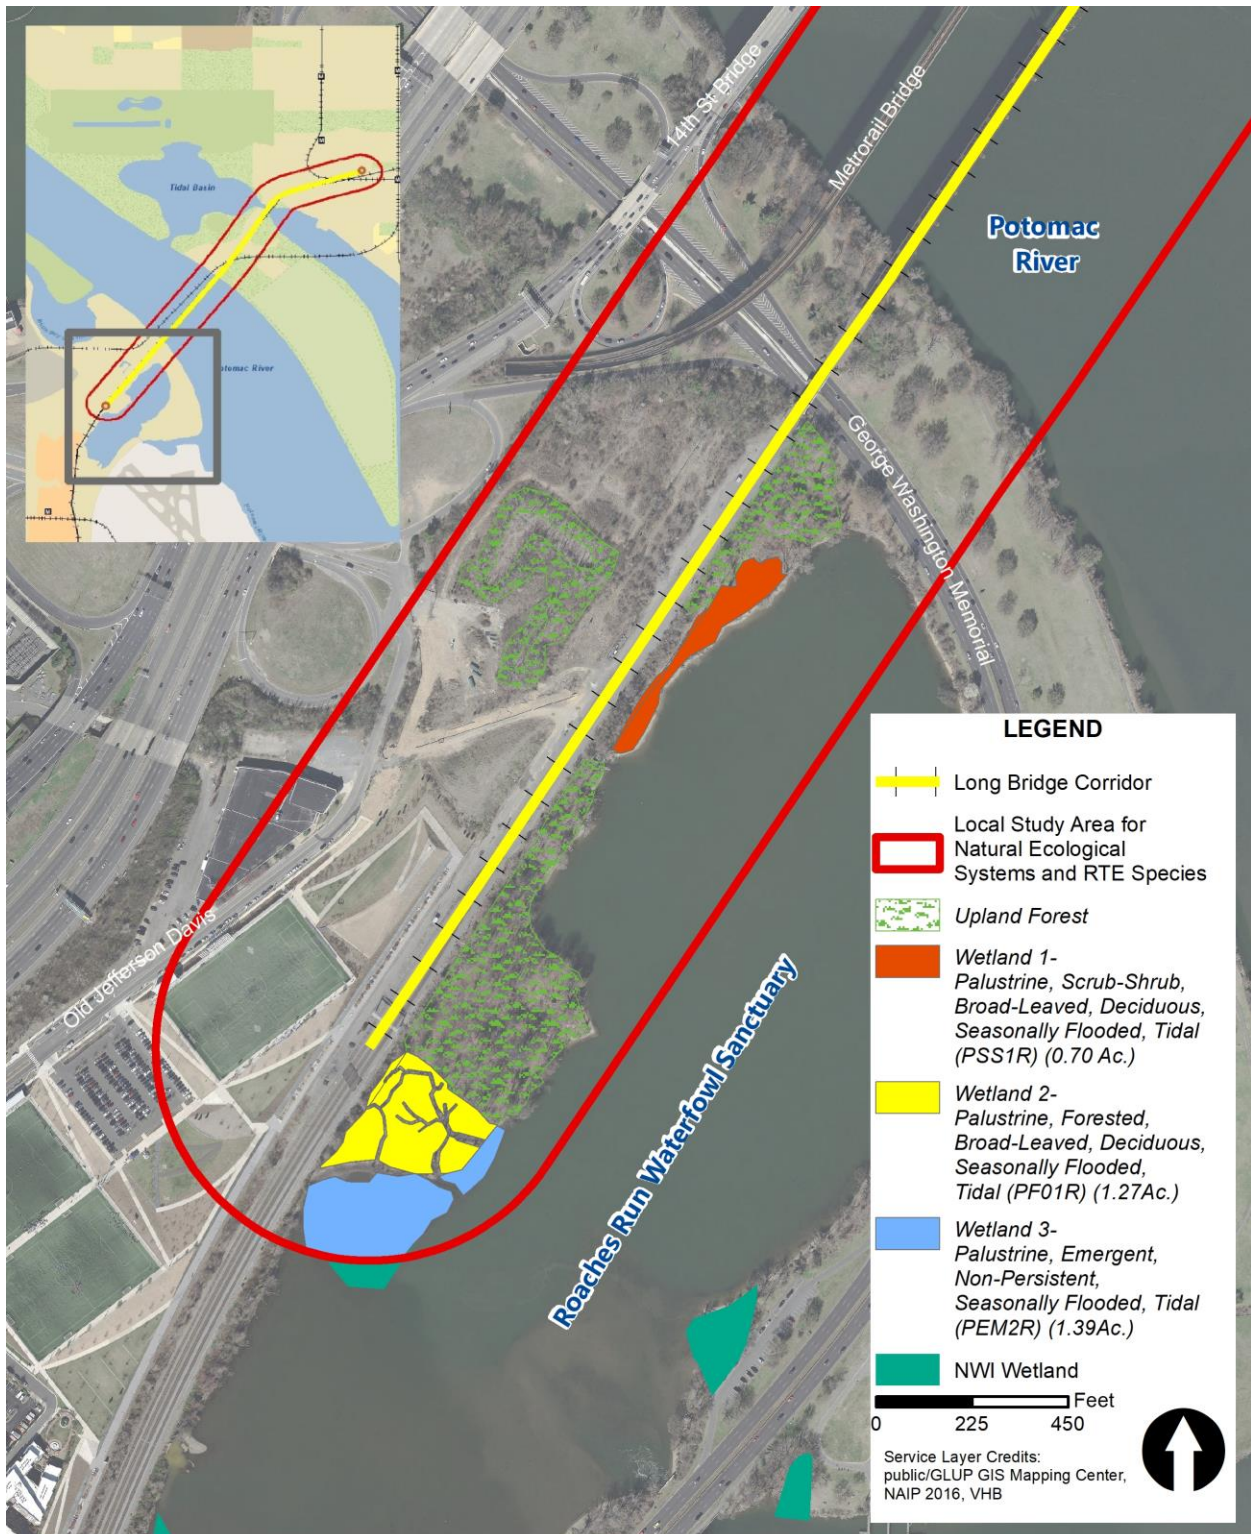 Tidal Basin
Potomac River
14th St Bridge
Metrorail Bridge
Potomac
River
George Washington Memorial
Old Jefferson Davis
Roaches Run Waterfowl Sanctuary
LEGEND
Long Bridge Corridor
Local Study Area for
Natural Ecological
Systems and RTE Species
Upland Forest
Wetland 1-
Palustrine, Scrub-Shrub,
Broad-Leaved, Deciduous,
Seasonally Flooded, Tidal
(PSS1R) (0.70 Ac.)
Wetland 2-
Palustrine, Forested,
Broad-Leaved, Deciduous,
Seasonally Flooded,
Tidal (PF01R) (1.27Ac.)
Wetland 3-
Palustrine, Emergent,
Non-Persistent,
Seasonally Flooded, Tidal
(PEM2R) (1.39Ac.)
NWI Wetland
Feet
0 225 450
Service Layer Credits:
public/GLUP GIS Mapping Center,
NAIP 2016, VHB